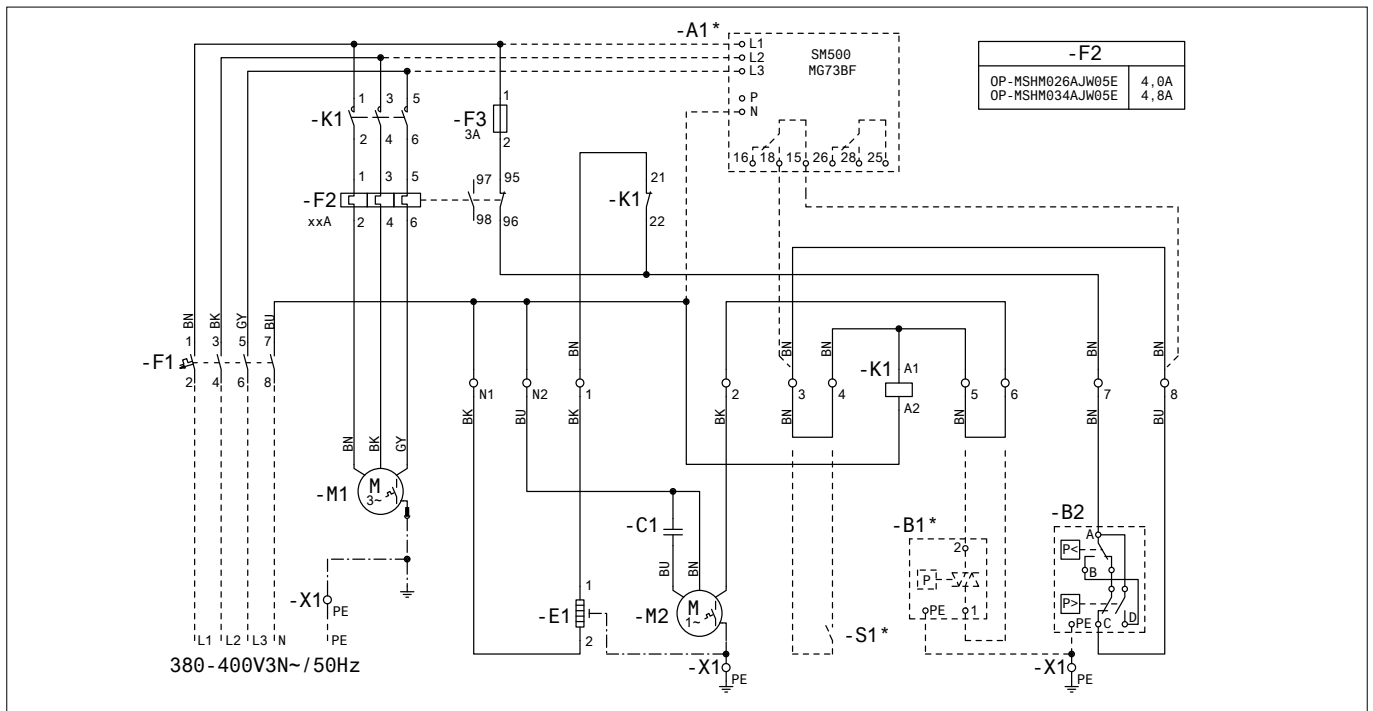 -A1*
L1
L2
L3
P
N
SM500
MG73BF
16 18 15 26 28 25
-F2
OP-MSHM026AJW05E 4,0A
OP-MSHM034AJW05E 4,8A
-K1
1 3 5
2 4 6
-F3
3A
1
2
-F2
xxA
1 3 5
2 4 6
97 95
98 96
-K1
21
22
BN BK GY BU
-F1
1 3 5 7
2 4 6 8
BN BN BN BN BN BN BN
N1 N2 1 2 3 4 5 6 7 8
BK BU BK BK BN BN BN BN BU
-K1
A1
A2
BN BK GY
-M1
M
3~
-X1
PE
L1 L2 L3 N PE
380-400V3N~/50Hz
-E1
1
2
-C1
BU BN
-M2
M
1~
-X1
PE
-S1*
-B1*
2
P
PE 1
-B2
A
P<
B
P>
PE C D
-X1
PE